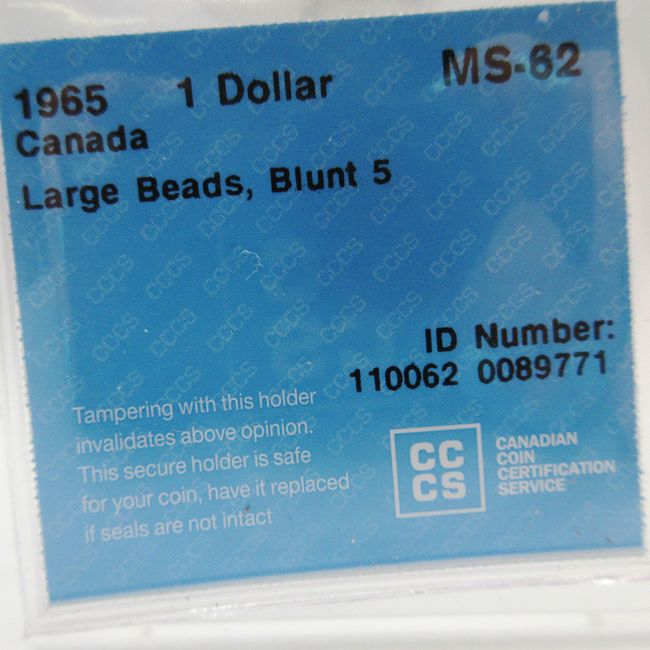 1965 1 Dollar MS-62
Canada
Large Beads, Blunt 5
ID Number:
110062 0089771
Tampering with this holder
invalidates above opinion.
This secure holder is safe
for your coin, have it replaced
if seals are not intact
CC
CS
CANADIAN
COIN
CERTIFICATION
SERVICE